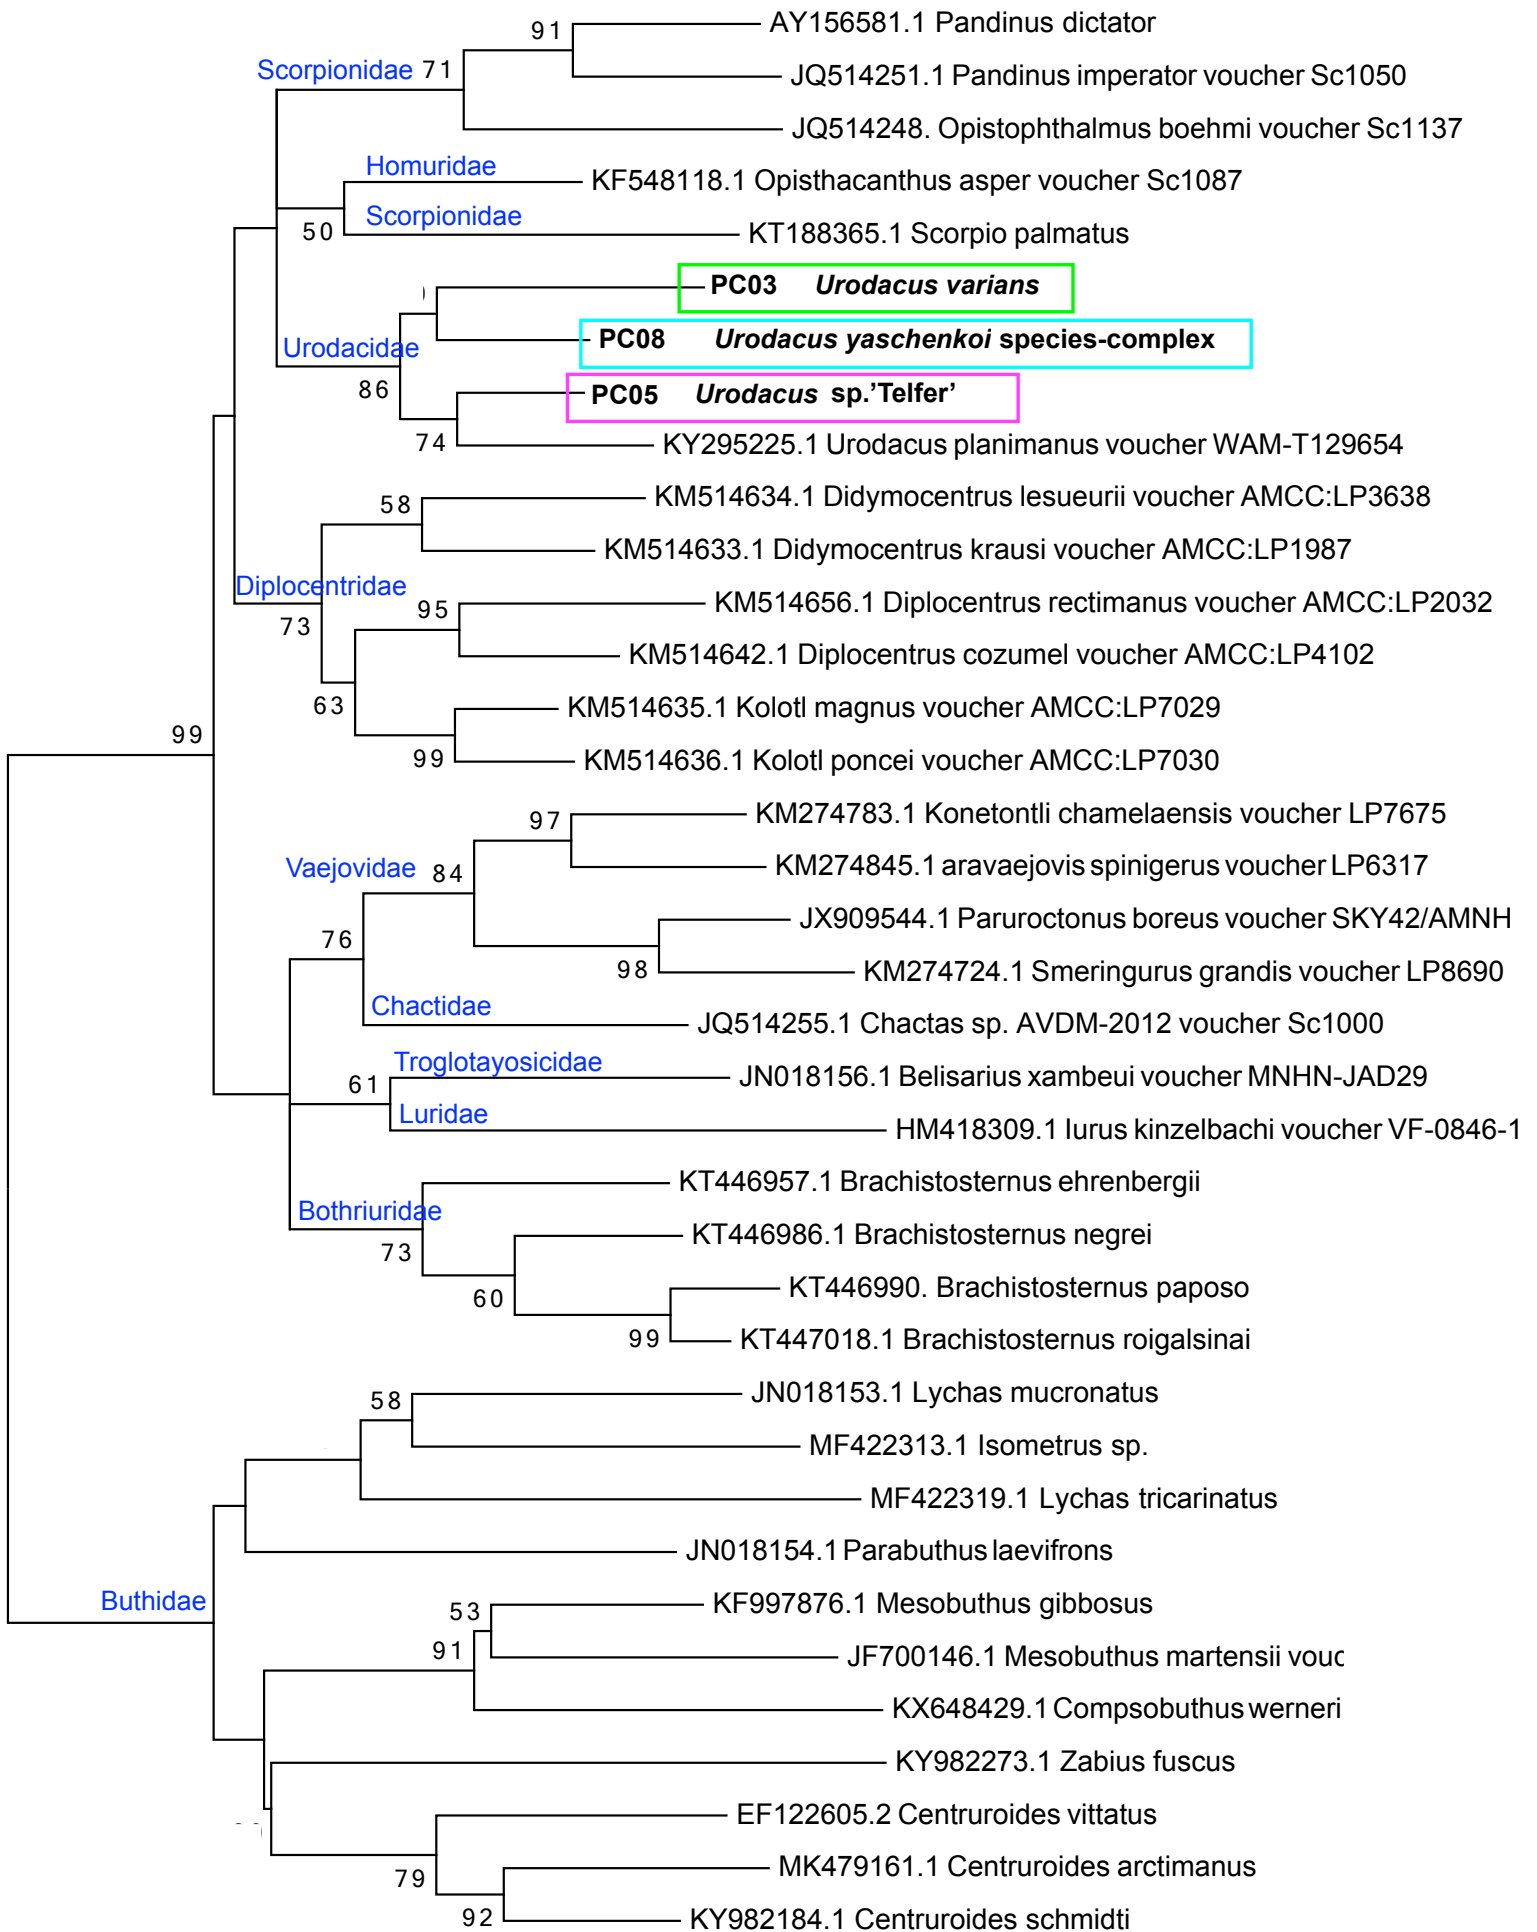 91
AY156581.1 Pandinus dictator
Scorpionidae 71
JQ514251.1 Pandinus imperator voucher Sc1050
JQ514248. Opistophthalmus boehmi voucher Sc1137
Homuridae
KF548118.1 Opisthacanthus asper voucher Sc1087
Scorpionidae
50
KT188365.1 Scorpio palmatus
PC03 Urodacus varians
PC08 Urodacus yaschenkoi species-complex
Urodacidae
86
PC05 Urodacus sp.’Telfer’
74
KY295225.1 Urodacus planimanus voucher WAM-T129654
58
KM514634.1 Didymocentrus lesueurii voucher AMCC:LP3638
KM514633.1 Didymocentrus krausi voucher AMCC:LP1987
Diplocentridae
73
95
KM514656.1 Diplocentrus rectimanus voucher AMCC:LP2032
KM514642.1 Diplocentrus cozumel voucher AMCC:LP4102
63
KM514635.1 Kolotl magnus voucher AMCC:LP7029
99
99
KM514636.1 Kolotl poncei voucher AMCC:LP7030
97
KM274783.1 Konetontli chamelaensis voucher LP7675
Vaejovidae 84
KM274845.1 aravaejovis spinigerus voucher LP6317
76
JX909544.1 Paruroctonus boreus voucher SKY42/AMNH
98
KM274724.1 Smeringurus grandis voucher LP8690
Chactidae
JQ514255.1 Chactas sp. AVDM-2012 voucher Sc1000
61
Troglotayosicidae
JN018156.1 Belisarius xambeui voucher MNHN-JAD29
Luridae
HM418309.1 Iurus kinzelbachi voucher VF-0846-1
KT446957.1 Brachistosternus ehrenbergii
Bothriuridae
73
KT446986.1 Brachistosternus negrei
60
KT446990. Brachistosternus paposo
99
KT447018.1 Brachistosternus roigalsinai
58
JN018153.1 Lychas mucronatus
MF422313.1 Isometrus sp.
MF422319.1 Lychas tricarinatus
JN018154.1 Parabuthus laevifrons
Buthidae
53
KF997876.1 Mesobuthus gibbosus
91
JF700146.1 Mesobuthus martensii vouc
KX648429.1 Compsobuthus werneri
KY982273.1 Zabius fuscus
EF122605.2 Centruroides vittatus
79
MK479161.1 Centruroides arctimanus
92
KY982184.1 Centruroides schmidti